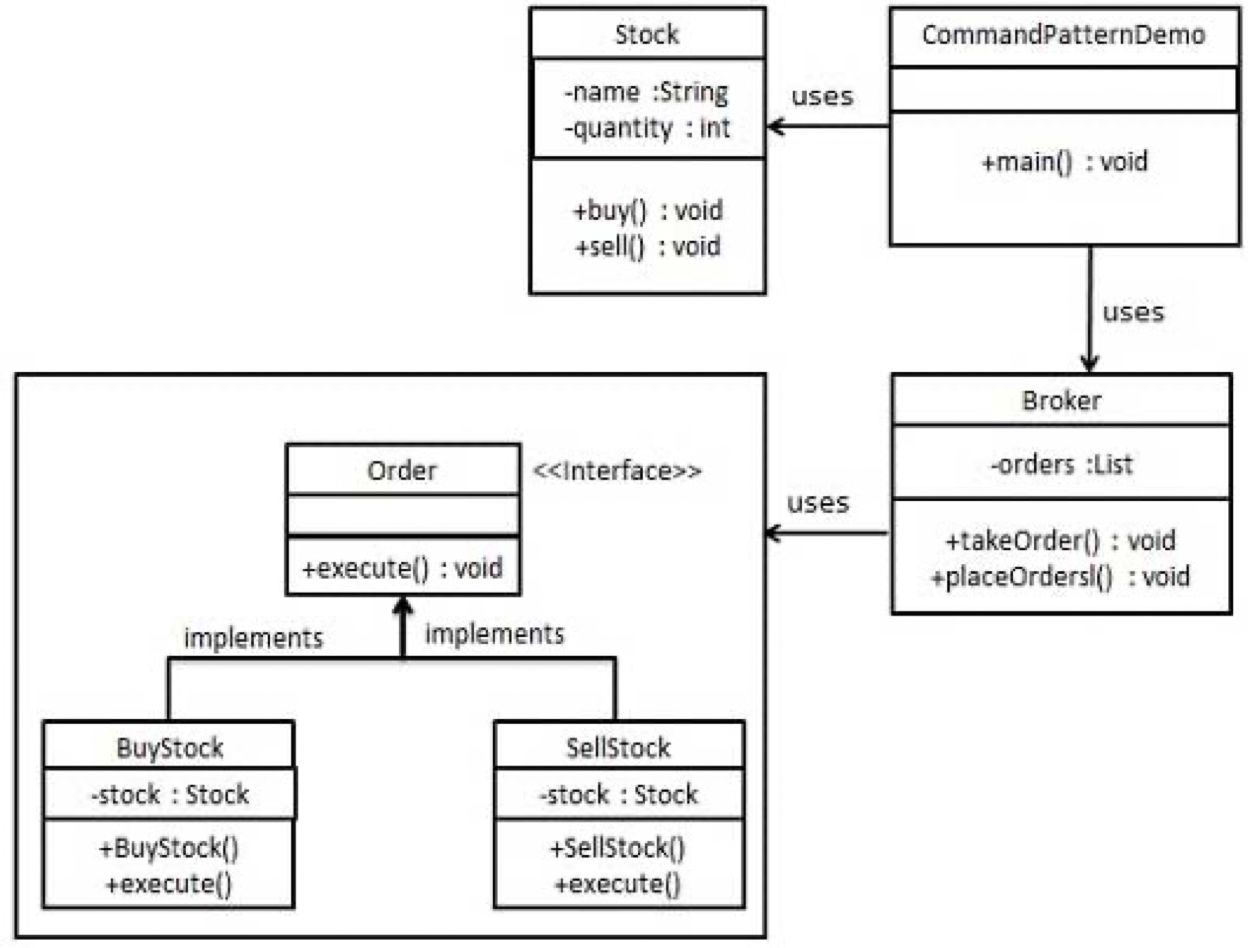 Stock
-name :String
-quantity : int
+buy() : void
+sell() : void
uses
CommandPatternDemo
+main() : void
uses
Broker
-orders :List
+takeOrder() : void
+placeOrdersl() : void
uses
Order
<<Interface>>
+execute() : void
implements
implements
BuyStock
-stock : Stock
+BuyStock()
+execute()
SellStock
-stock : Stock
+SellStock()
+execute()